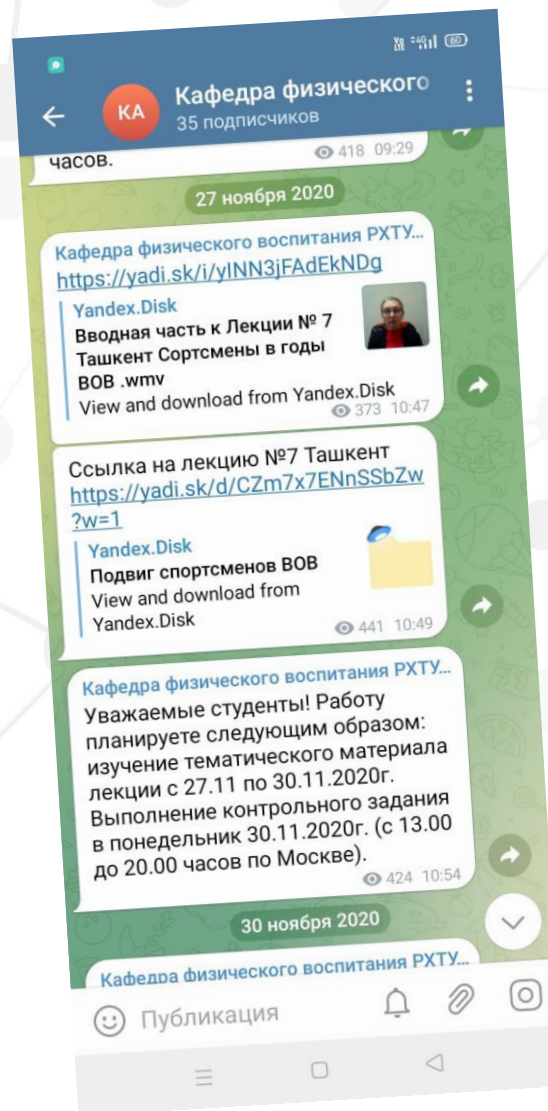 Yo LTE 4G 60
КА
Кафедра физического
35 подписчиков
часов.
418 09:29
27 ноября 2020
Кафедра физического воспитания РХТУ...
https://yadi.sk/i/yINN3jFAdEkNDg
Yandex.Disk
Вводная часть к Лекции № 7
Ташкент Сортсмены в годы
ВОВ .wmv
View and download from Yandex.Disk
373 10:47
Ссылка на лекцию №7 Ташкент
https://yadi.sk/d/CZm7x7ENnSSbZw
?w=1
Yandex.Disk
Подвиг спортсменов ВОВ
View and download from
Yandex.Disk
441 10:49
Кафедра физического воспитания РХТУ...
Уважаемые студенты! Работу
планируете следующим образом:
изучение тематического материала
лекции с 27.11 по 30.11.2020г.
Выполнение контрольного задания
в понедельник 30.11.2020г. (с 13.00
до 20.00 часов по Москве).
424 10:54
30 ноября 2020
Кафедра физического воспитания РХТУ...
Публикация